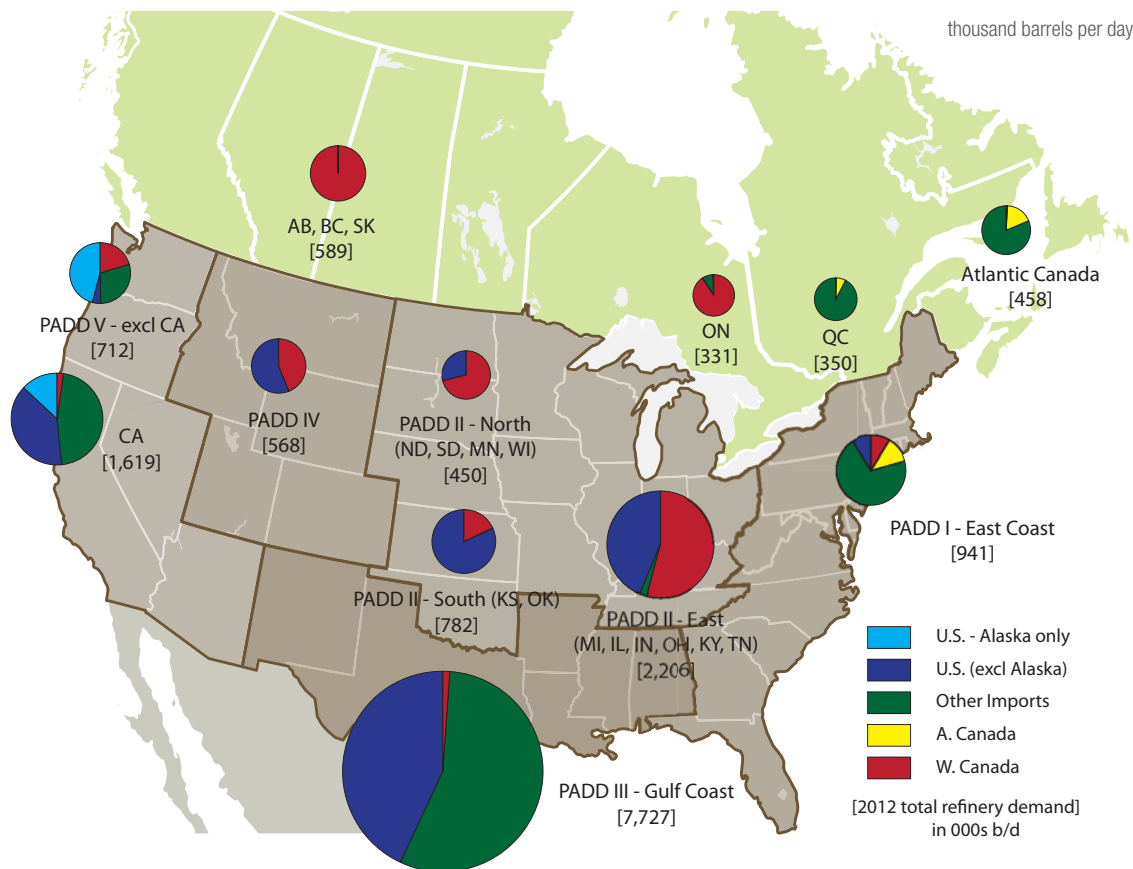 thousand barrels per day
AB, BC, SK
[589]
Atlantic Canada
[458]
PADD V - excl CA
[712]
ON
[331]
QC
[350]
PADD IV
[568]
PADD II - North
(ND, SD, MN, WI)
[450]
CA
[1,619]
PADD I - East Coast
[941]
PADD II - South (KS, OK)
[782]
PADD II - East
(MI, IL, IN, OH, KY, TN)
[2,206]
PADD III - Gulf Coast
[7,727]
U.S. - Alaska only
U.S. (excl Alaska)
Other Imports
A. Canada
W. Canada
[2012 total refinery demand]
in 000s b/d